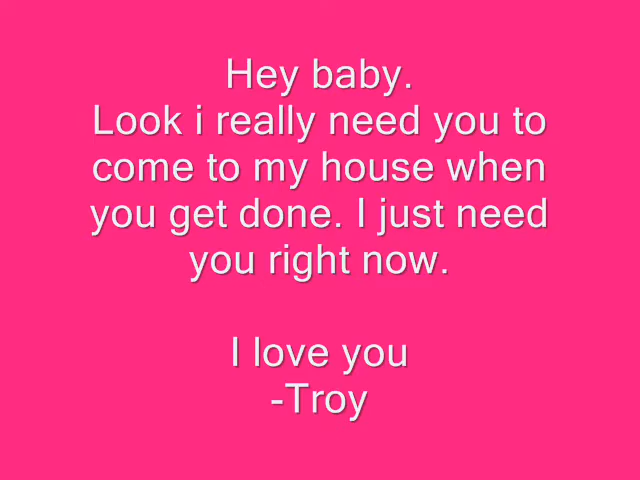 Hey baby.
Look i really need you to
come to my house when
you get done. I just need
you right now.
I love you
-Troy